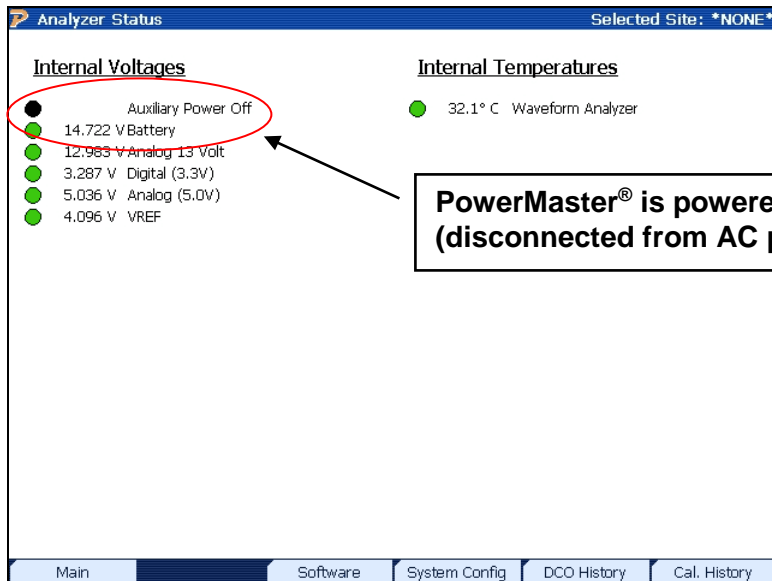 Analyzer Status Selected Site: *NONE*
Internal Voltages
Auxiliary Power Off
14.722 V Battery
12.983 V Analog 13 Volt
3.287 V Digital (3.3V)
5.036 V Analog (5.0V)
4.096 V VREF
Internal Temperatures
32.1° C Waveform Analyzer
PowerMaster® is powere
(disconnected from AC p
Main Software System Config DCO History Cal. History